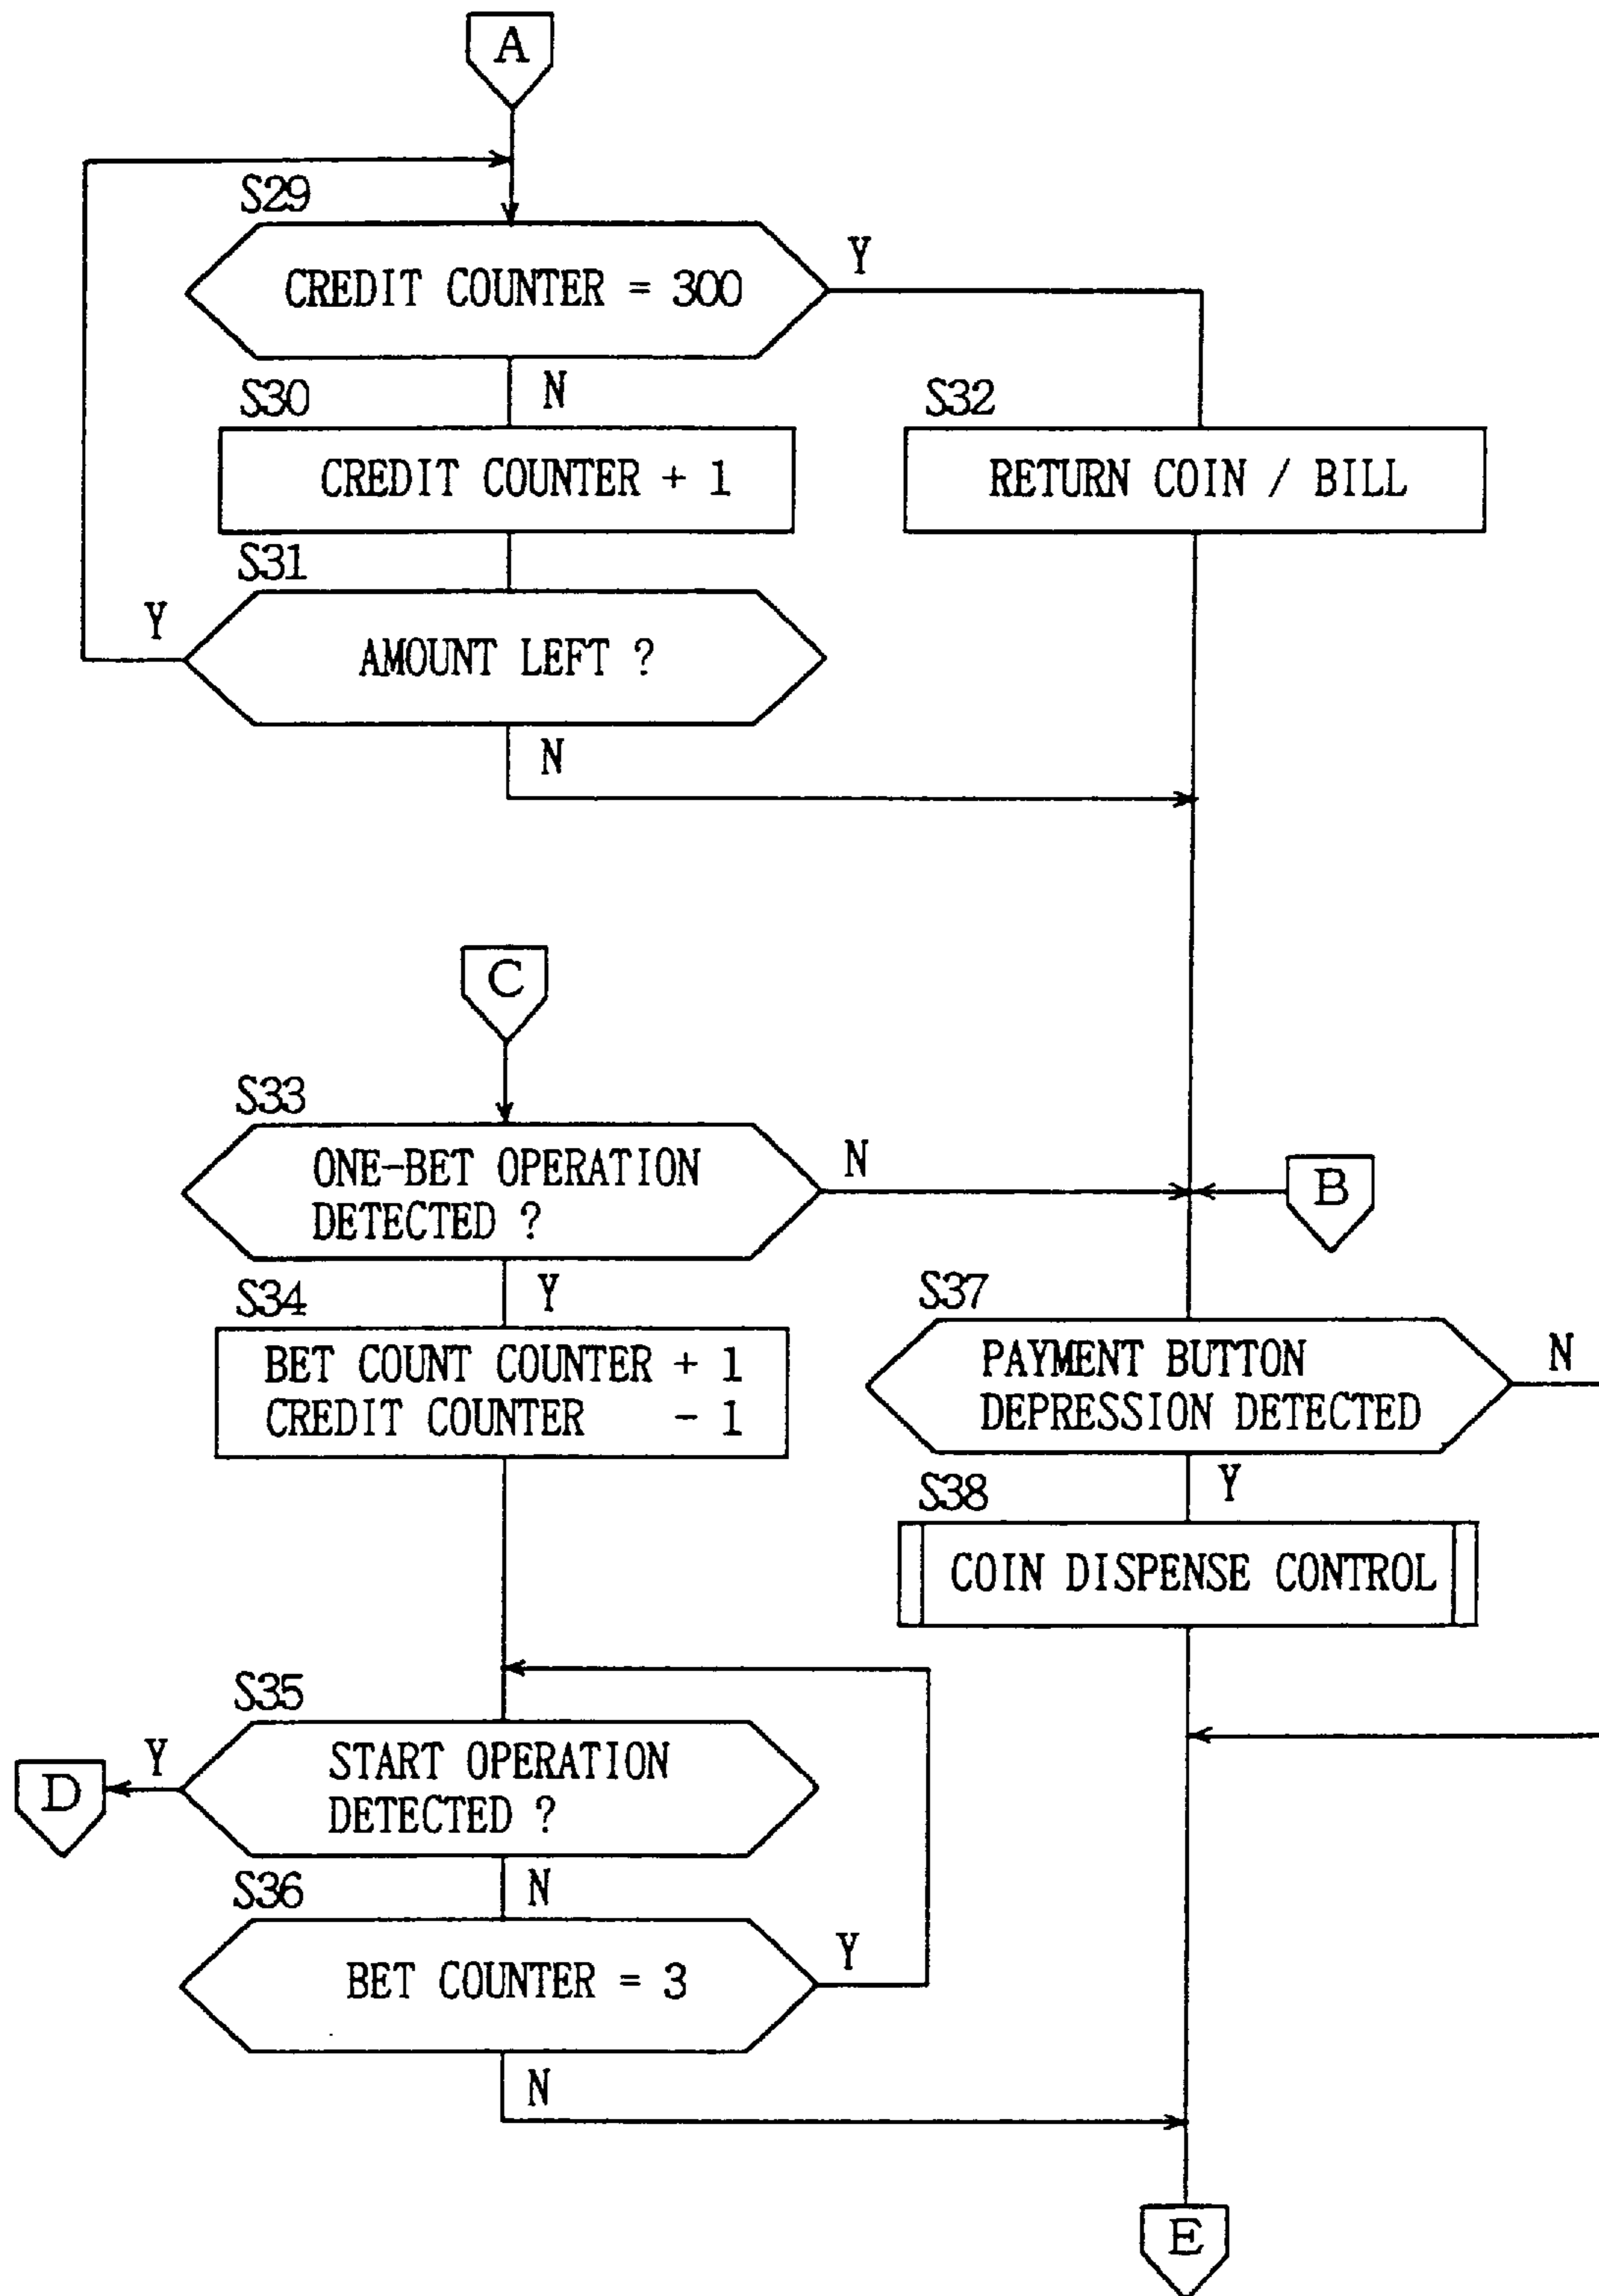 A
S29
CREDIT COUNTER = 300
Y
N
S30
CREDIT COUNTER + 1
S32
RETURN COIN / BILL
S31
AMOUNT LEFT ?
Y
N
C
S33
ONE-BET OPERATION
DETECTED ?
N
B
Y
S34
BET COUNT COUNTER + 1
CREDIT COUNTER - 1
S37
PAYMENT BUTTON
DEPRESSION DETECTED
N
Y
S38
COIN DISPENSE CONTROL
S35
START OPERATION
DETECTED ?
Y
D
N
S36
BET COUNTER = 3
Y
N
E